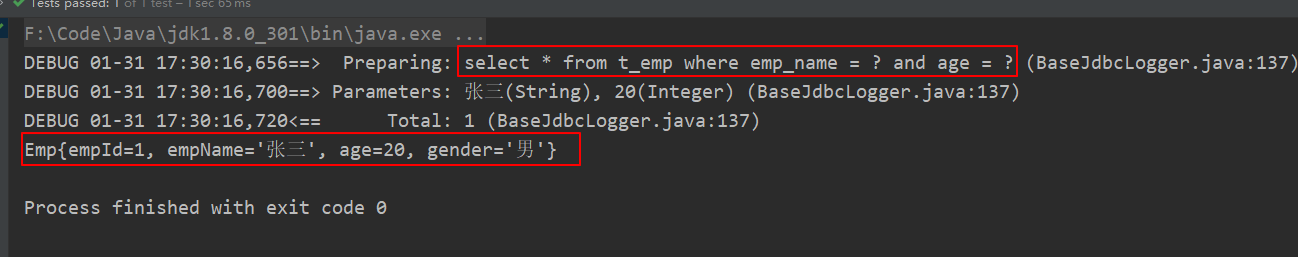 Tests passed: 1 of 1 test – 1 sec 65 ms
F:\Code\Java\jdk1.8.0_301\bin\java.exe ...
DEBUG 01-31 17:30:16,656==>  Preparing: select * from t_emp where emp_name = ? and age = ? (BaseJdbcLogger.java:137)
DEBUG 01-31 17:30:16,700==> Parameters: 张三(String), 20(Integer) (BaseJdbcLogger.java:137)
DEBUG 01-31 17:30:16,720<==      Total: 1 (BaseJdbcLogger.java:137)
Emp{empId=1, empName='张三', age=20, gender='男'}
Process finished with exit code 0